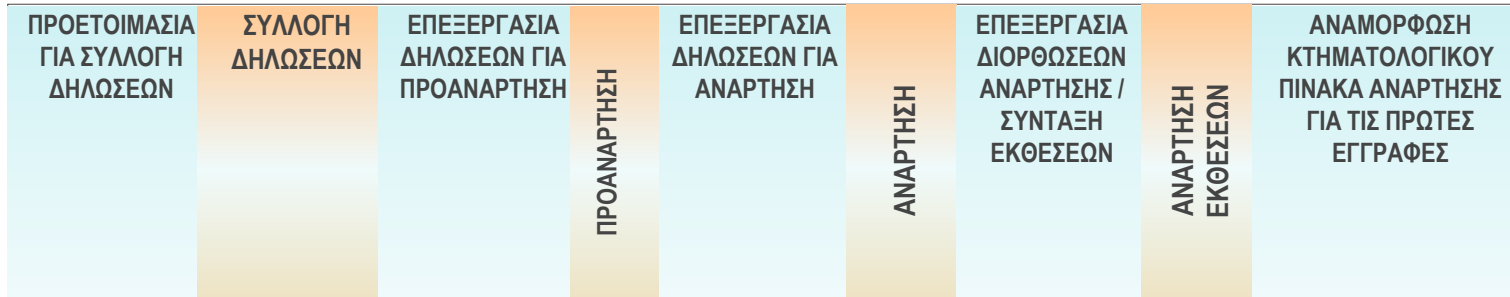 ΠΡΟΕΤΟΙΜΑΣΙΑ
ΓΙΑ ΣΥΛΛΟΓΗ
ΔΗΛΩΣΕΩΝ
ΣΥΛΛΟΓΗ
ΔΗΛΩΣΕΩΝ
ΕΠΕΞΕΡΓΑΣΙΑ
ΔΗΛΩΣΕΩΝ ΓΙΑ
ΠΡΟΑΝΑΡΤΗΣΗ
ΠΡΟΑΝΑΡΤΗΣΗ
ΕΠΕΞΕΡΓΑΣΙΑ
ΔΗΛΩΣΕΩΝ ΓΙΑ
ΑΝΑΡΤΗΣΗ
ΑΝΑΡΤΗΣΗ
ΕΠΕΞΕΡΓΑΣΙΑ
ΔΙΟΡΘΩΣΕΩΝ
ΑΝΑΡΤΗΣΗΣ /
ΣΥΝΤΑΞΗ
ΕΚΘΕΣΕΩΝ
ΑΝΑΡΤΗΣΗ
ΕΚΘΕΣΕΩΝ
ΑΝΑΜΟΡΦΩΣΗ
ΚΤΗΜΑΤΟΛΟΓΙΚΟΥ
ΠΙΝΑΚΑ ΑΝΑΡΤΗΣΗΣ
ΓΙΑ ΤΙΣ ΠΡΩΤΕΣ
ΕΓΓΡΑΦΕΣ